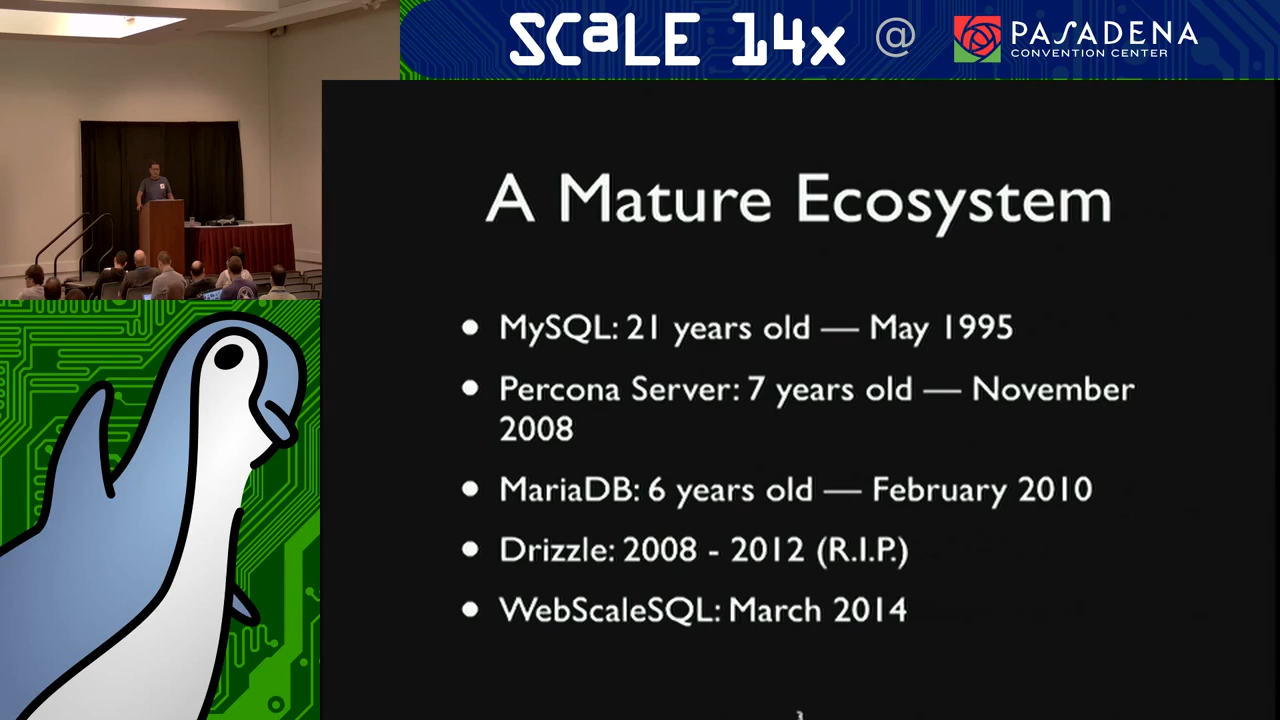 SCALE 14x @ PASADENA
CONVENTION CENTER
A Mature Ecosystem
• MySQL: 21 years old — May 1995
• Percona Server: 7 years old — November
2008
• MariaDB: 6 years old — February 2010
• Drizzle: 2008 - 2012 (R.I.P.)
• WebScaleSQL: March 2014
3